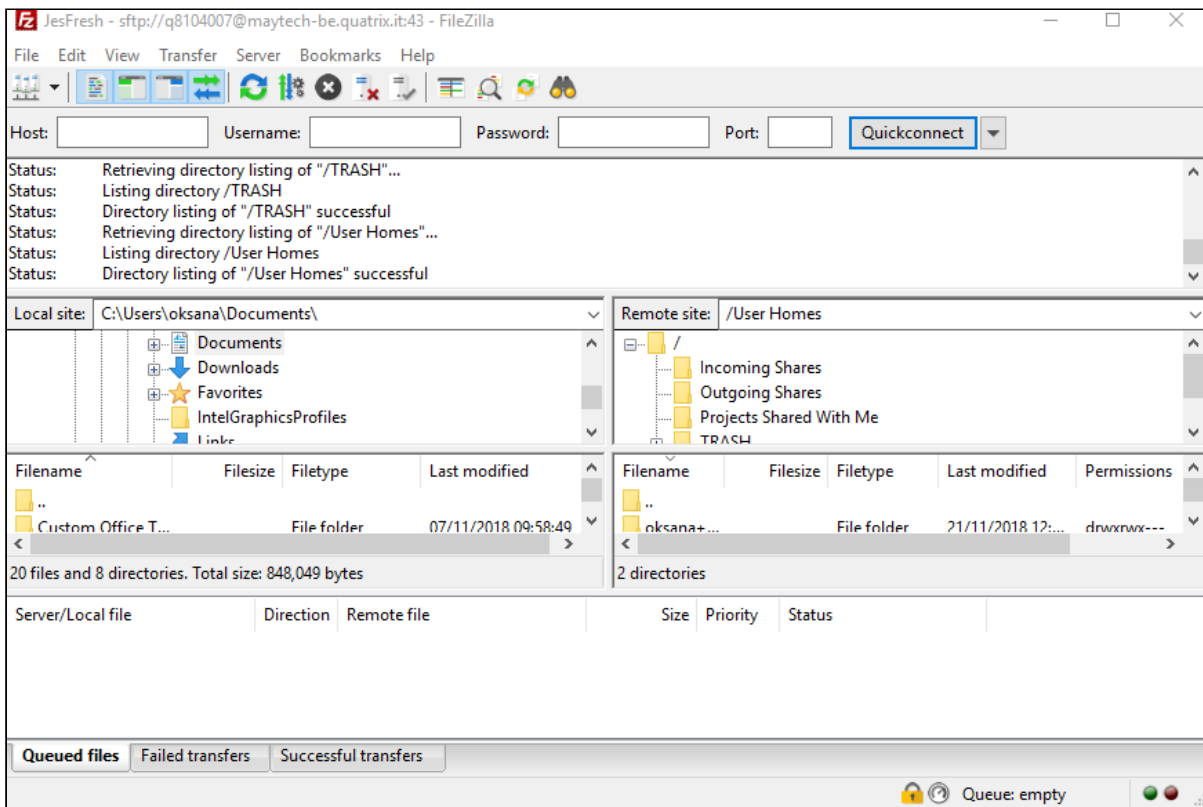 JesFresh - sftp://q8104007@maytech-be.quatrix.it:43 - FileZilla
File Edit View Transfer Server Bookmarks Help
Host: Username: Password: Port: Quickconnect
Status: Retrieving directory listing of "/TRASH"...
Status: Listing directory /TRASH
Status: Directory listing of "/TRASH" successful
Status: Retrieving directory listing of "/User Homes"...
Status: Listing directory /User Homes
Status: Directory listing of "/User Homes" successful
Local site: C:\Users\oksana\Documents\ Remote site: /User Homes
Documents /
Downloads Incoming Shares
Favorites Outgoing Shares
IntelGraphicsProfiles Projects Shared With Me
Links TRASH
Filename Filesize Filetype Last modified Filename Filesize Filetype Last modified Permissions
.. ..
Custom Office T... File folder 07/11/2018 09:58:49 oksana+... File folder 21/11/2018 12:... drwxrwx---
20 files and 8 directories. Total size: 848,049 bytes 2 directories
Server/Local file Direction Remote file Size Priority Status
Queued files Failed transfers Successful transfers
Queue: empty